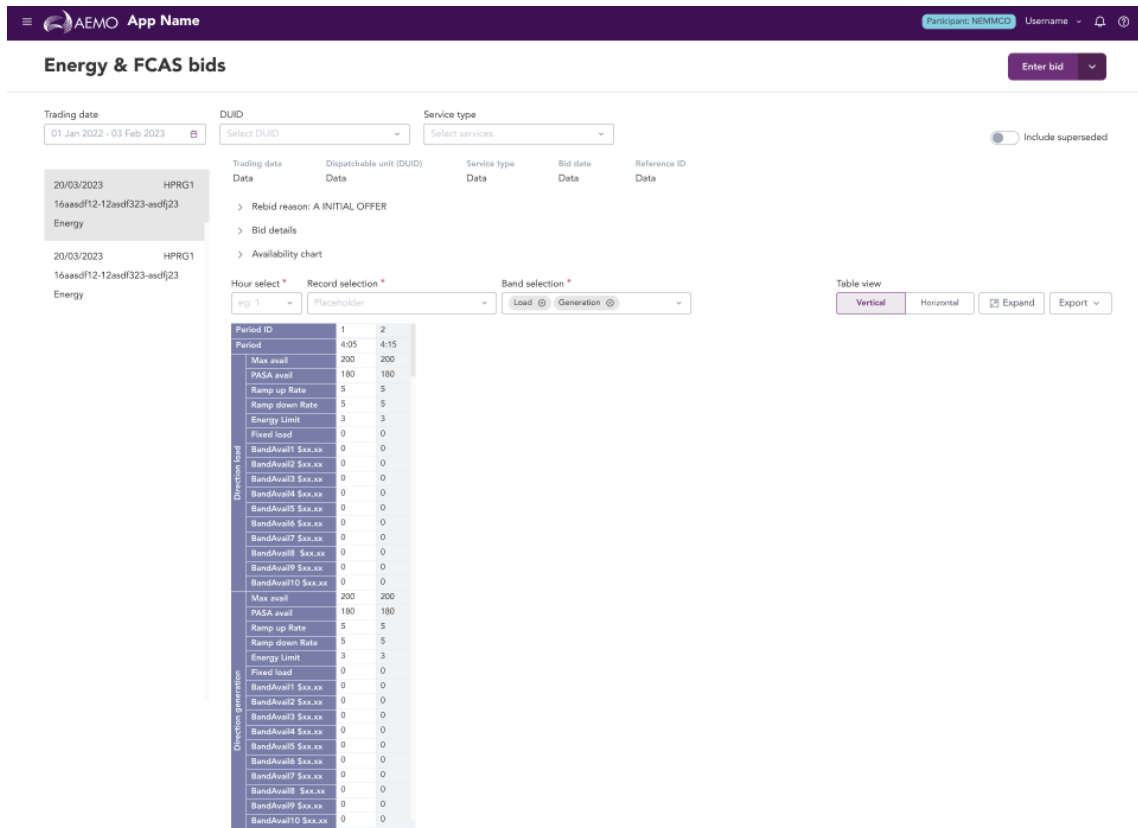 AEMO App Name Participant: NEMMCO Username
Energy & FCAS bids Enter bid
Trading date DUID Service type
01 Jan 2022 - 03 Feb 2023 Select DUID Select services Include superseded
20/03/2023 HPRG1
16aasdf12-12asdf323-asdfj23
Energy
20/03/2023 HPRG1
16aasdf12-12asdf323-asdfj23
Energy
Trading data Dispatchable unit (DUID) Service type Bid date Reference ID
Data Data Data Data Data
Rebid reason: A INITIAL OFFER
Bid details
Availability chart
Hour select * Record selection * Band selection * Table view
eg: 1 Placeholder Load Generation Vertical Horizontal Expand Export
Period ID 1 2
Period 4:05 4:15
Direction load
Max avail 200 200
PASA avail 180 180
Ramp up Rate 5 5
Ramp down Rate 5 5
Energy Limit 3 3
Fixed load 0 0
BandAvail1 $xx.xx 0 0
BandAvail2 $xx.xx 0 0
BandAvail3 $xx.xx 0 0
BandAvail4 $xx.xx 0 0
BandAvail5 $xx.xx 0 0
BandAvail6 $xx.xx 0 0
BandAvail7 $xx.xx 0 0
BandAvail8 $xx.xx 0 0
BandAvail9 $xx.xx 0 0
BandAvail10 $xx.xx 0 0
Direction generation
Max avail 200 200
PASA avail 180 180
Ramp up Rate 5 5
Ramp down Rate 5 5
Energy Limit 3 3
Fixed load 0 0
BandAvail1 $xx.xx 0 0
BandAvail2 $xx.xx 0 0
BandAvail3 $xx.xx 0 0
BandAvail4 $xx.xx 0 0
BandAvail5 $xx.xx 0 0
BandAvail6 $xx.xx 0 0
BandAvail7 $xx.xx 0 0
BandAvail8 $xx.xx 0 0
BandAvail9 $xx.xx 0 0
BandAvail10 $xx.xx 0 0